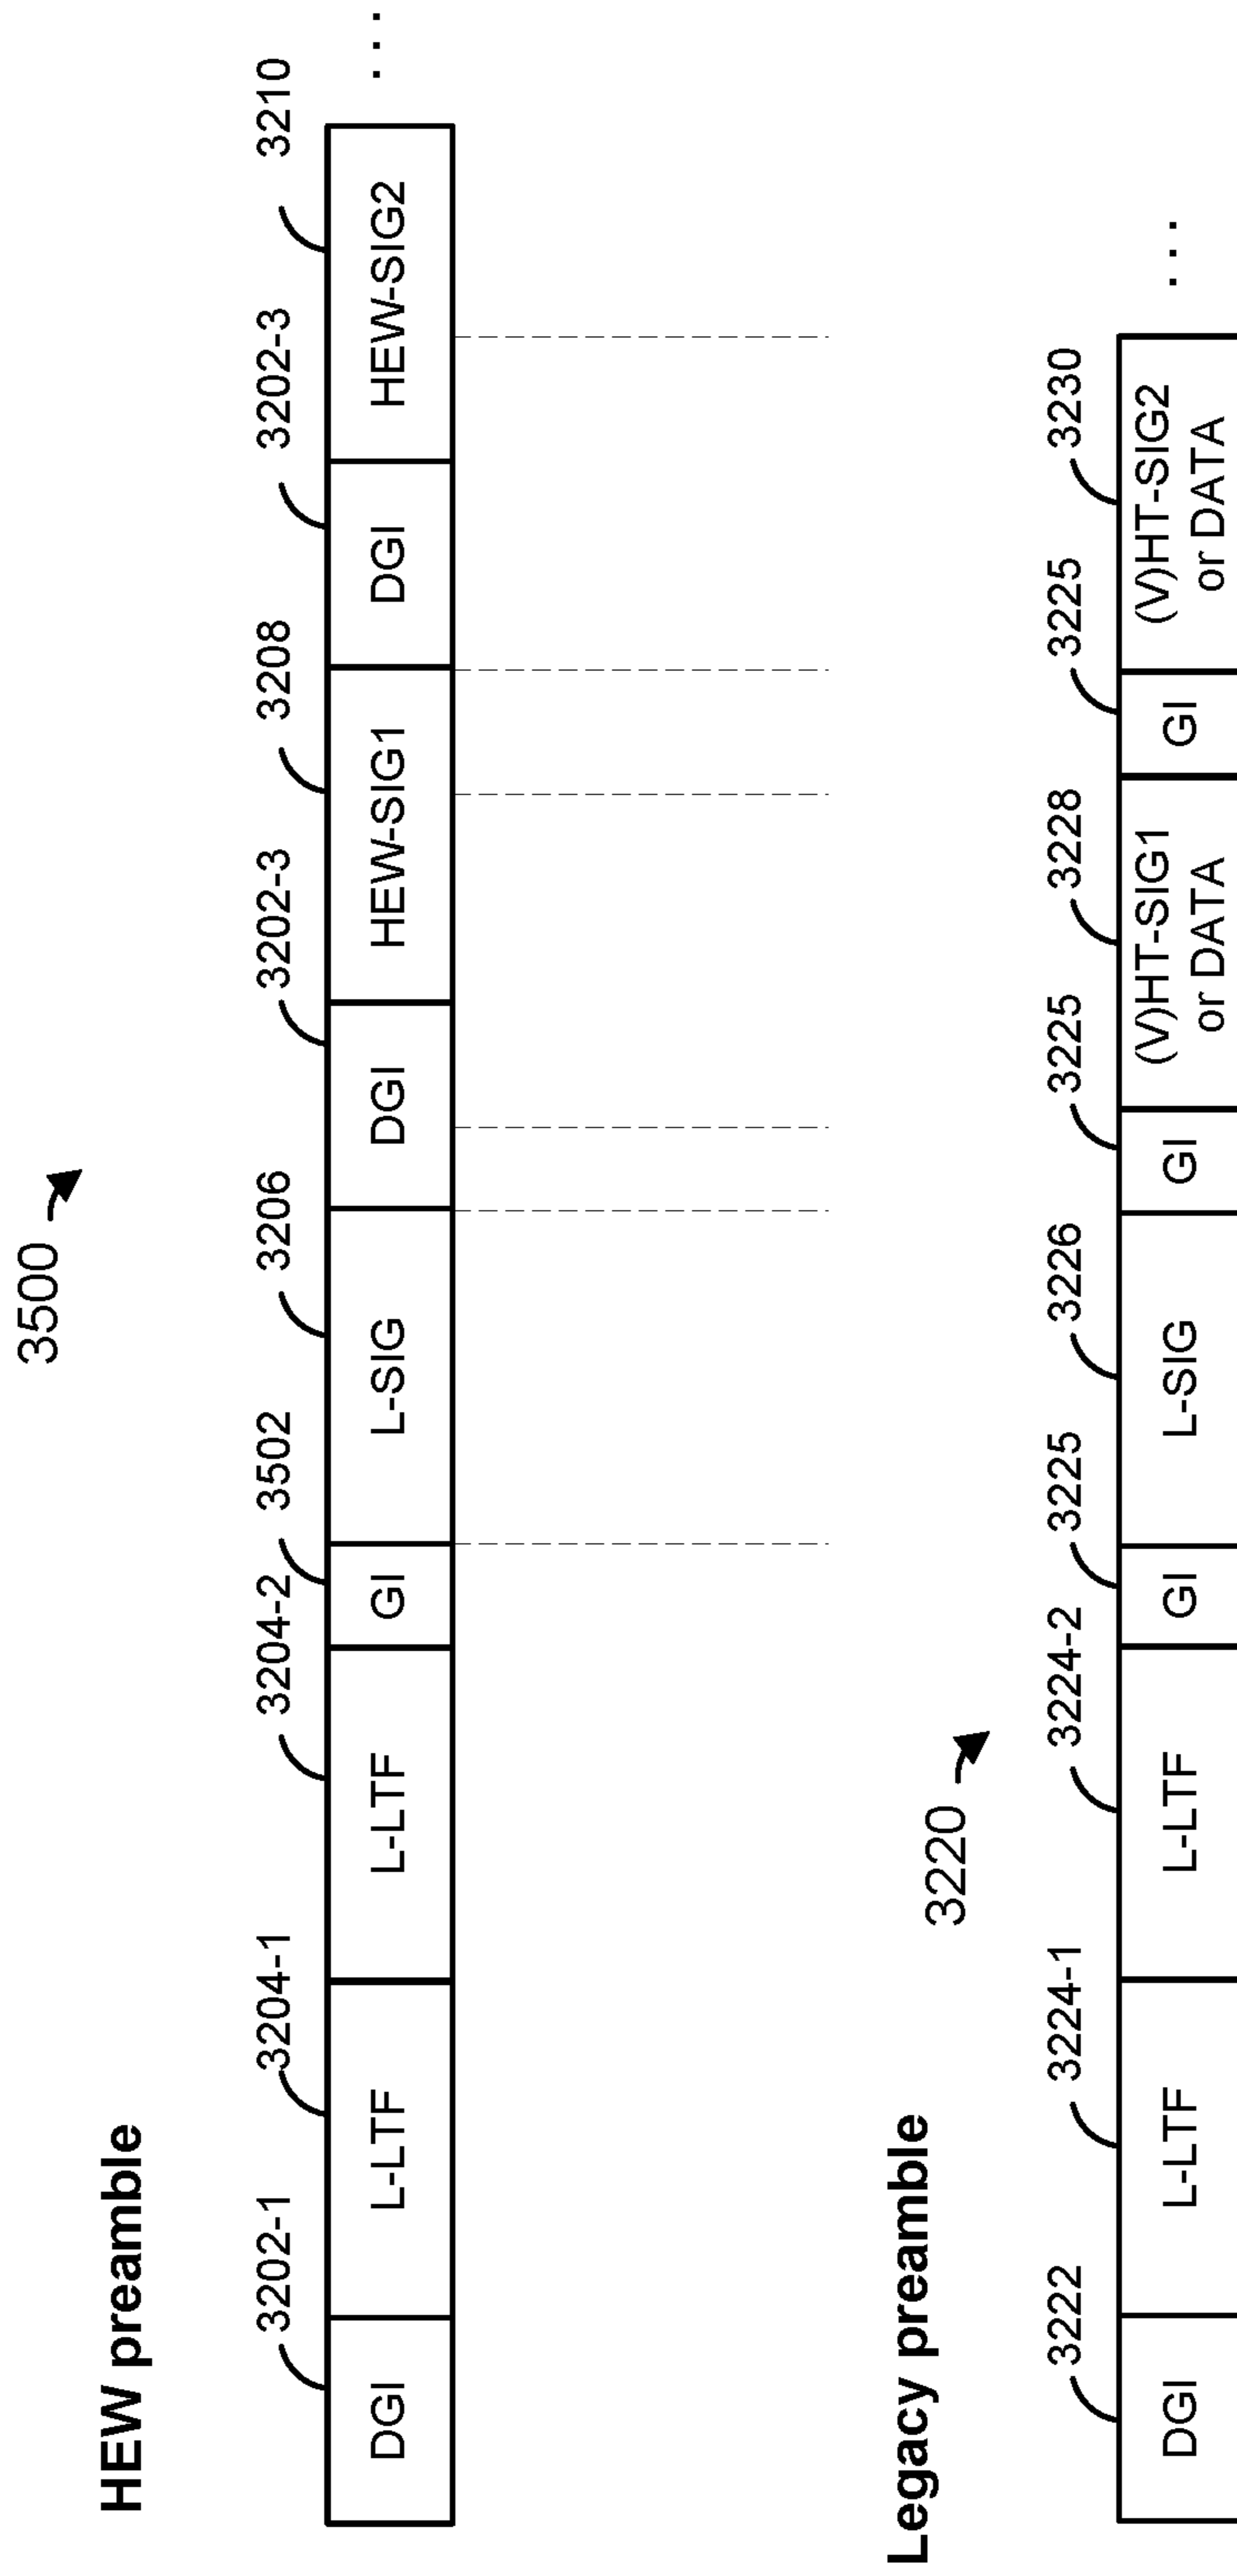 3500
HEW preamble
3202-1
3204-1
3204-2
3502
3206
3202-3
3208
3202-3
3210
DGI
L-LTF
L-LTF
GI
L-SIG
DGI
HEW-SIG1
DGI
HEW-SIG2
. . .
3220
Legacy preamble
3222
3224-1
3224-2
3225
3226
3225
3228
3225
3230
DGI
L-LTF
L-LTF
GI
L-SIG
GI
(V)HT-SIG1
or DATA
GI
(V)HT-SIG2
or DATA
. . .